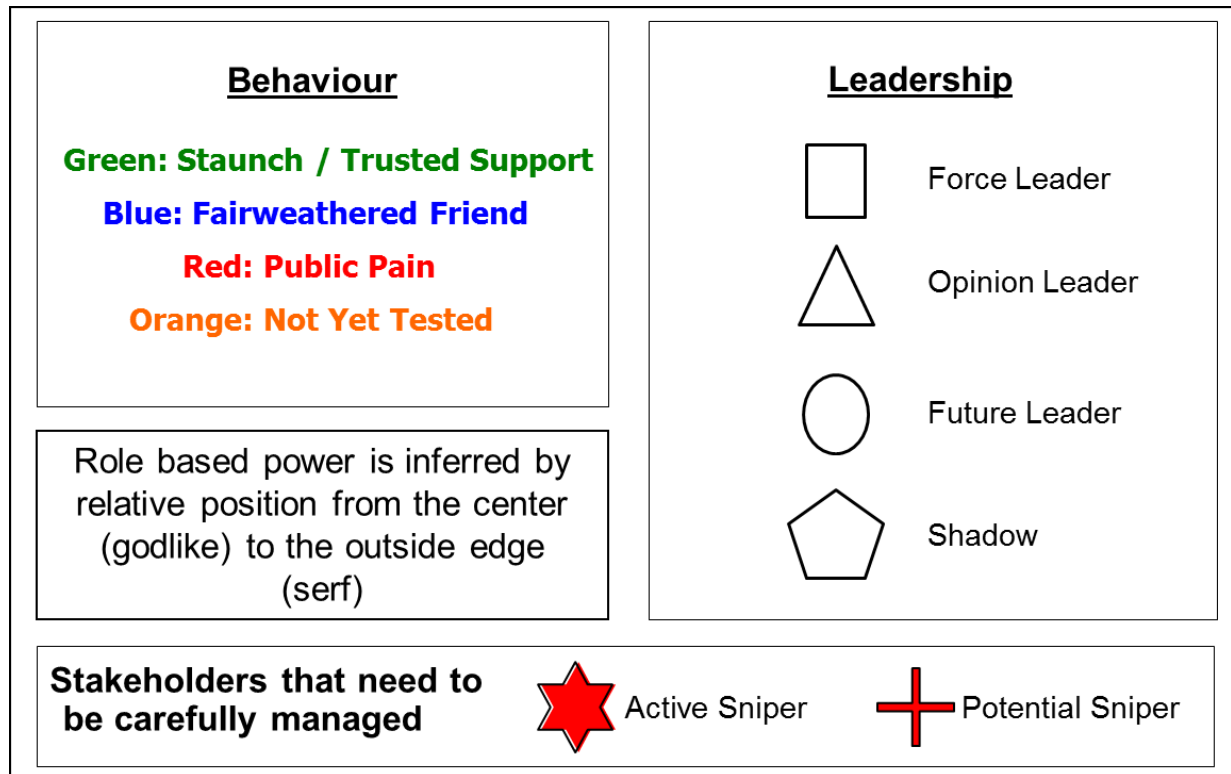 Behaviour
Green: Staunch / Trusted Support
Blue: Fairweathered Friend
Red: Public Pain
Orange: Not Yet Tested
Role based power is inferred by
relative position from the center
(godlike) to the outside edge
(serf)
Leadership
Force Leader
Opinion Leader
Future Leader
Shadow
Stakeholders that need to
be carefully managed
Active Sniper
Potential Sniper